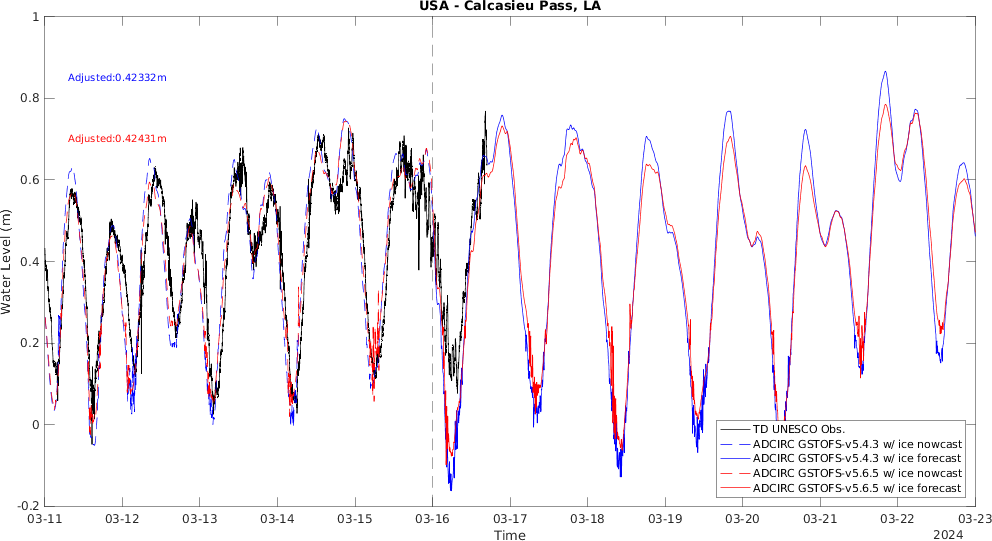 USA - Calcasieu Pass, LA
1
0.8
0.6
0.4
0.2
0
-0.2
Water Level (m)
Adjusted:0.42332m
Adjusted:0.42431m
TD UNESCO Obs.
ADCIRC GSTOFS-v5.4.3 w/ ice nowcast
ADCIRC GSTOFS-v5.4.3 w/ ice forecast
ADCIRC GSTOFS-v5.6.5 w/ ice nowcast
ADCIRC GSTOFS-v5.6.5 w/ ice forecast
03-11 03-12 03-13 03-14 03-15 03-16 03-17 03-18 03-19 03-20 03-21 03-22 03-23
Time
2024